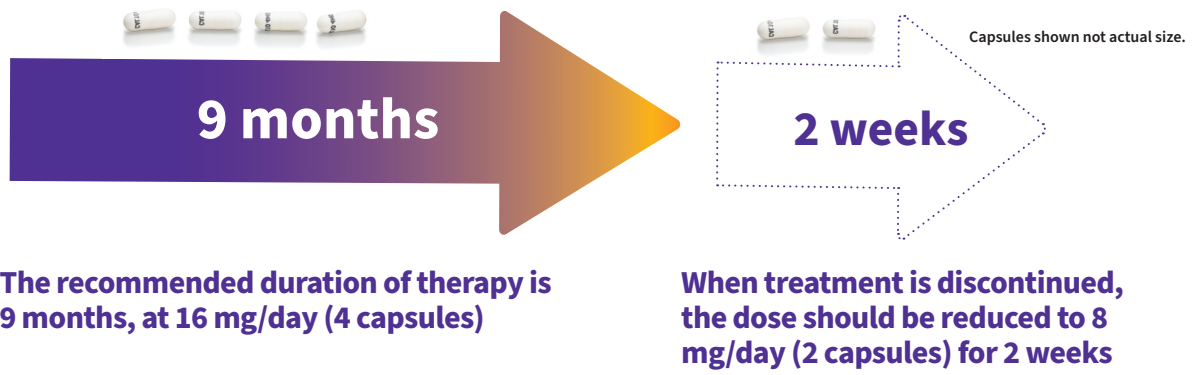 Capsules shown not actual size.
9 months
2 weeks
The recommended duration of therapy is
9 months, at 16 mg/day (4 capsules)
When treatment is discontinued,
the dose should be reduced to 8
mg/day (2 capsules) for 2 weeks